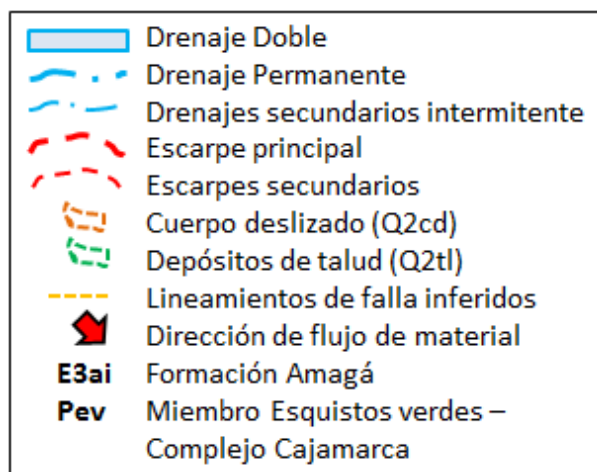 Drenaje Doble
Drenaje Permanente
Drenajes secundarios intermitente
Escarpe principal
Escarpes secundarios
Cuerpo deslizado (Q2cd)
Depósitos de talud (Q2tl)
Lineamientos de falla inferidos
Dirección de flujo de material
E3ai Formación Amagá
Pev Miembro Esquistos verdes –
Complejo Cajamarca